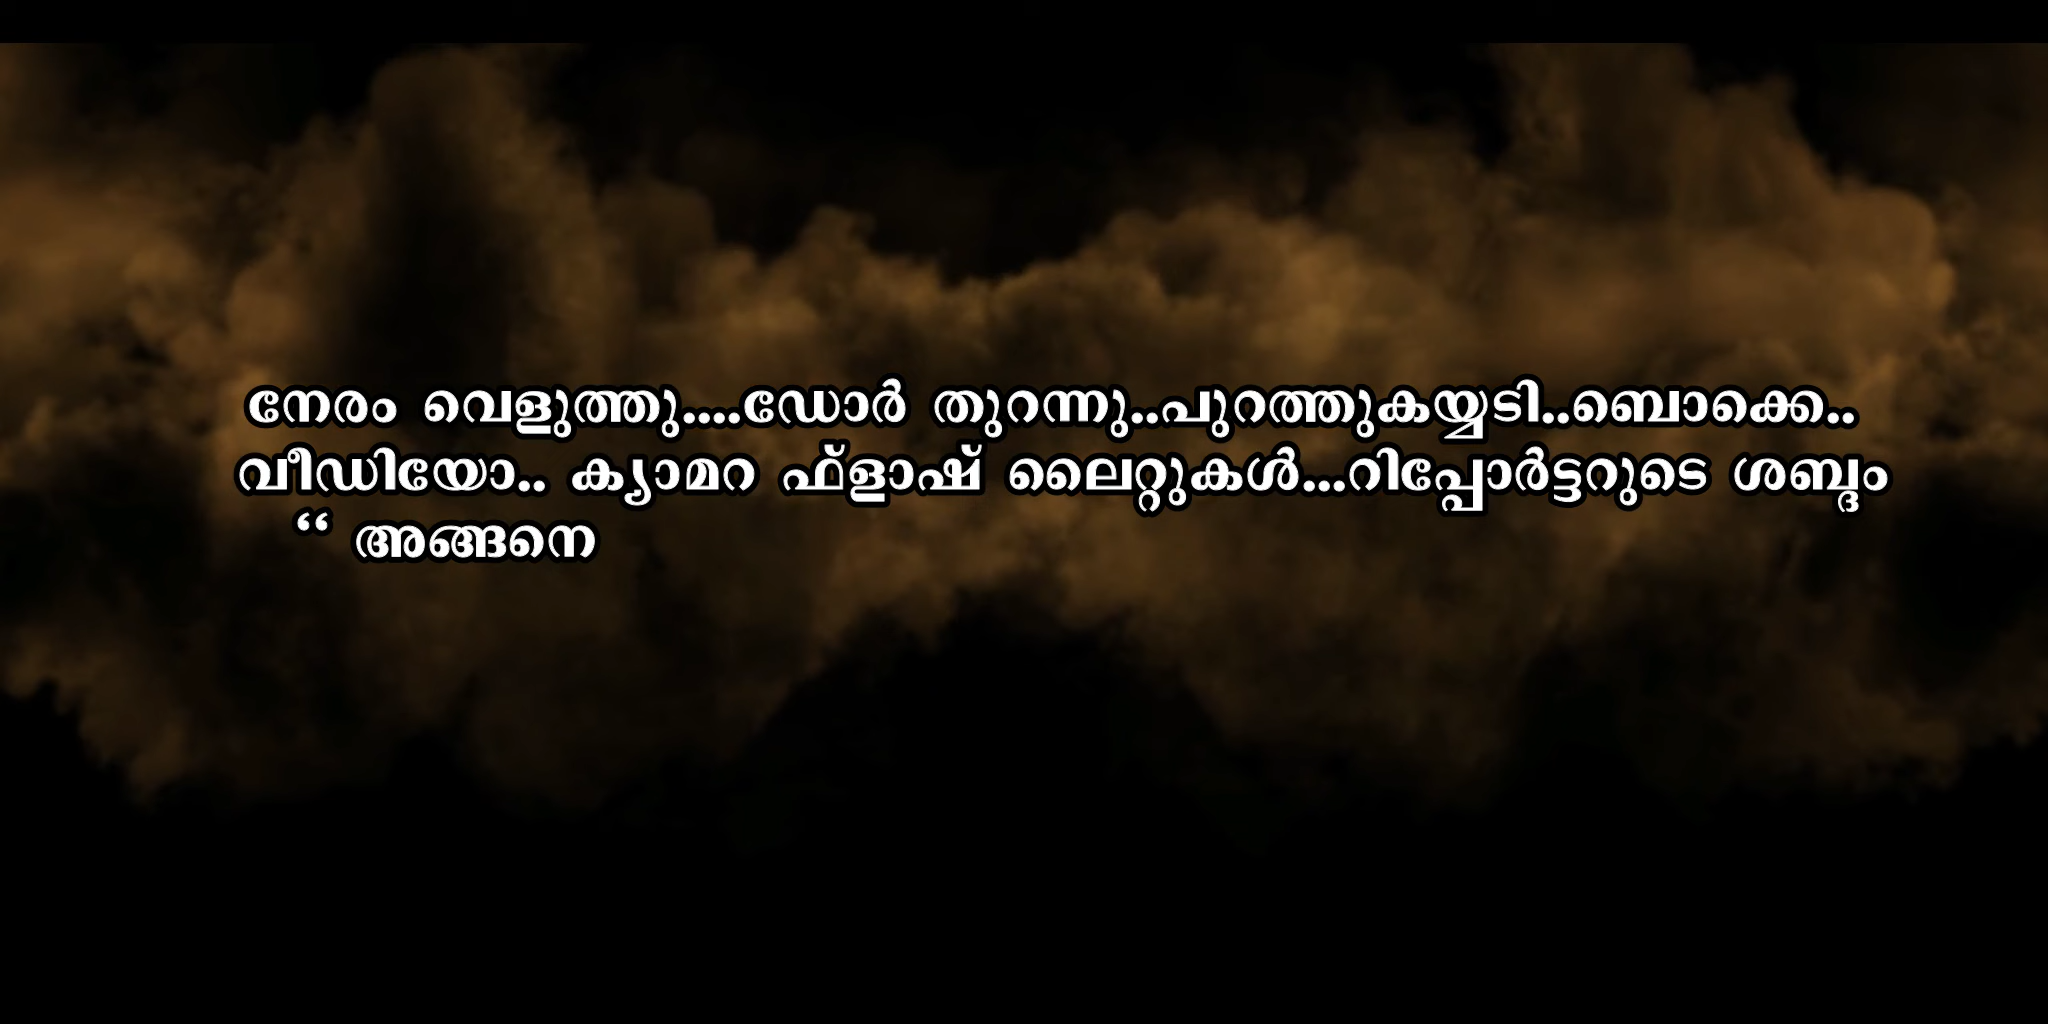 നേരം വെളുത്തു....ഡോർ തുറന്നു..പുറത്തുകയ്യടി..ബൊക്കെ..
വീഡിയോ.. ക്യാമറ ഫ്ളാഷ് ലൈറ്റുകൾ...റിപ്പോർട്ടറുടെ ശബ്ദം
“ അങ്ങനെ